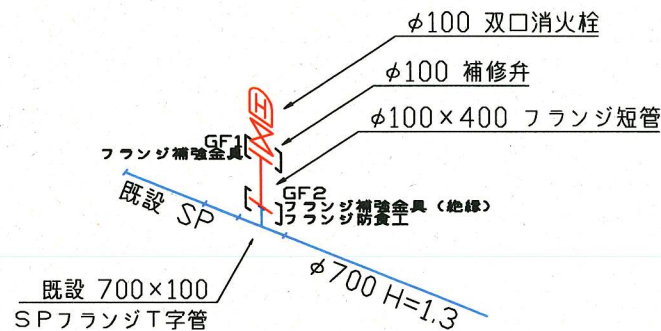 φ100 双口消火栓
φ100 補修弁
φ100×400 フランジ短管
GF1
フランジ補強金具
GF2
フランジ補強金具（絶縁）
フランジ防食工
既設 SP
φ700 H=1.3
既設 700×100
SPフランジT字管
H